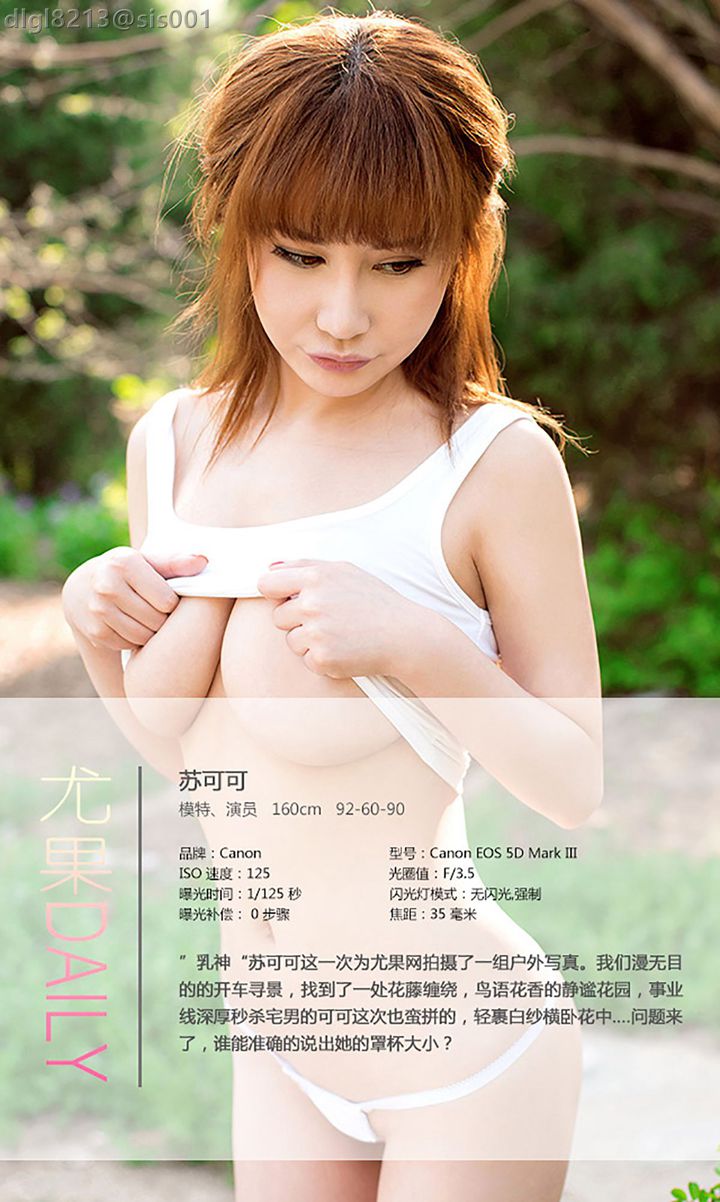 dlgl8213@sis001
尤果DAILY
苏可可
模特、演员 160cm 92-60-90
品牌：Canon 型号：Canon EOS 5D Mark III
ISO 速度：125 光圈值：F/3.5
曝光时间：1/125 秒 闪光灯模式：无闪光,强制
曝光补偿： 0 步骤 焦距：35 毫米
”乳神“苏可可这一次为尤果网拍摄了一组户外写真。我们漫无目
的的开车寻景，找到了一处花藤缠绕，鸟语花香的静谧花园，事业
线深厚秒杀宅男的可可这次也蛮拼的，轻裹白纱横卧花中....问题来
了，谁能准确的说出她的罩杯大小？